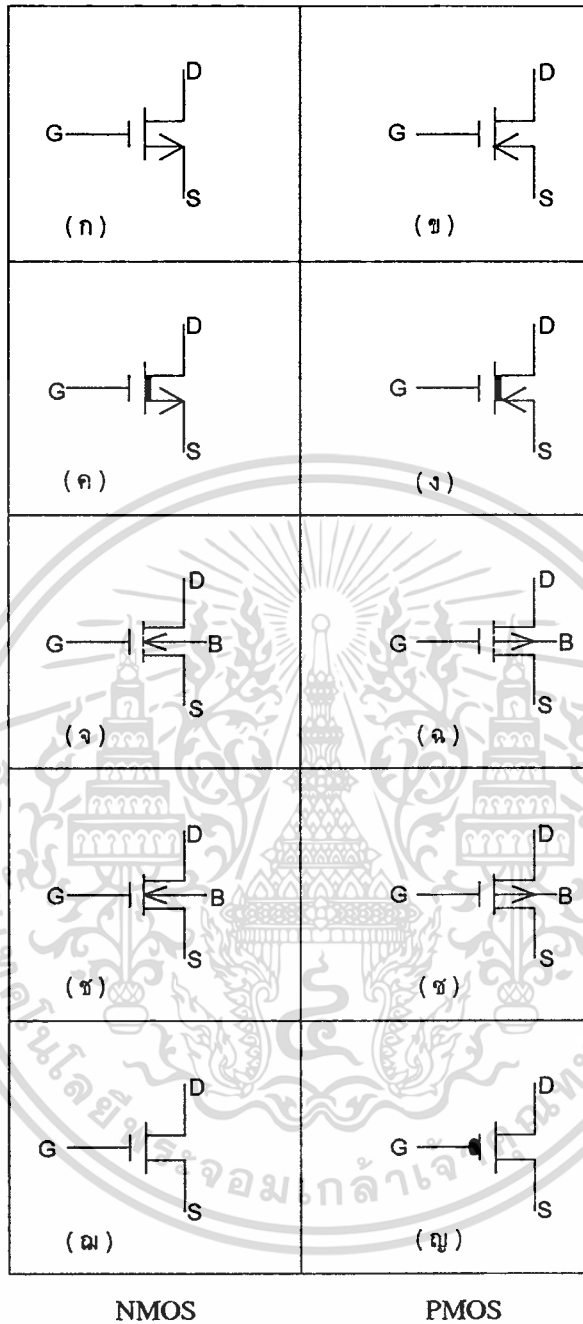 D D
G G
S S
(ก) (ข)
D D
G G
S S
(ค) (ง)
D D
G B G B
S S
(จ) (ฉ)
D D
G B G B
S S
(ช) (ซ)
D D
G G
S S
(ฌ) (ญ)
NMOS PMOS